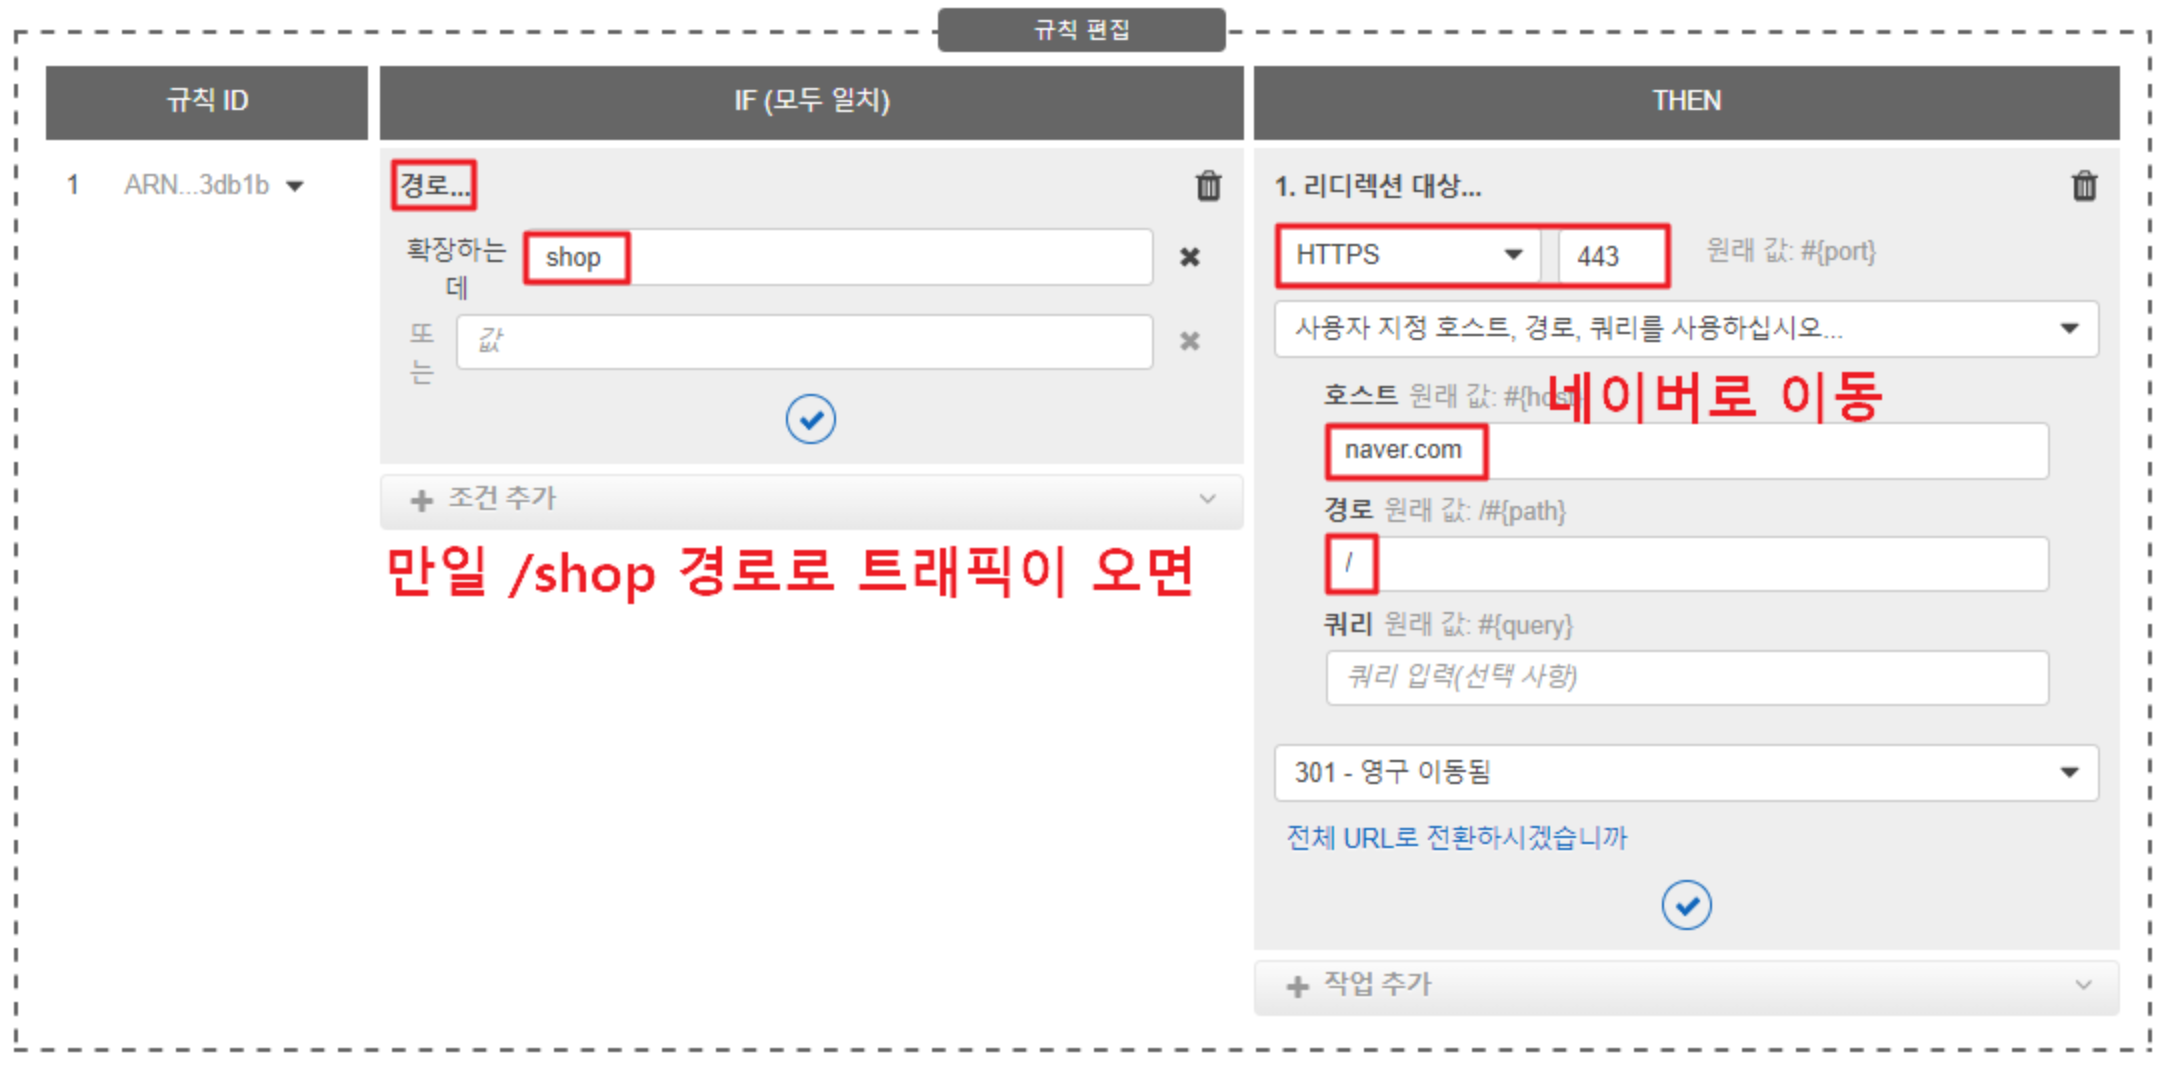 규칙 편집
규칙 ID
IF (모두 일치)
THEN
1 ARN...3db1b
경로...
확장하는
데
shop
또
는
값
조건 추가
만일 /shop 경로로 트래픽이 오면
1. 리디렉션 대상...
HTTPS 443 원래 값: #{port}
사용자 지정 호스트, 경로, 쿼리를 사용하십시오...
호스트 원래 값: #{host}
네이버로 이동
naver.com
경로 원래 값: /#{path}
/
쿼리 원래 값: #{query}
쿼리 입력(선택 사항)
301 - 영구 이동됨
전체 URL로 전환하시겠습니까
작업 추가